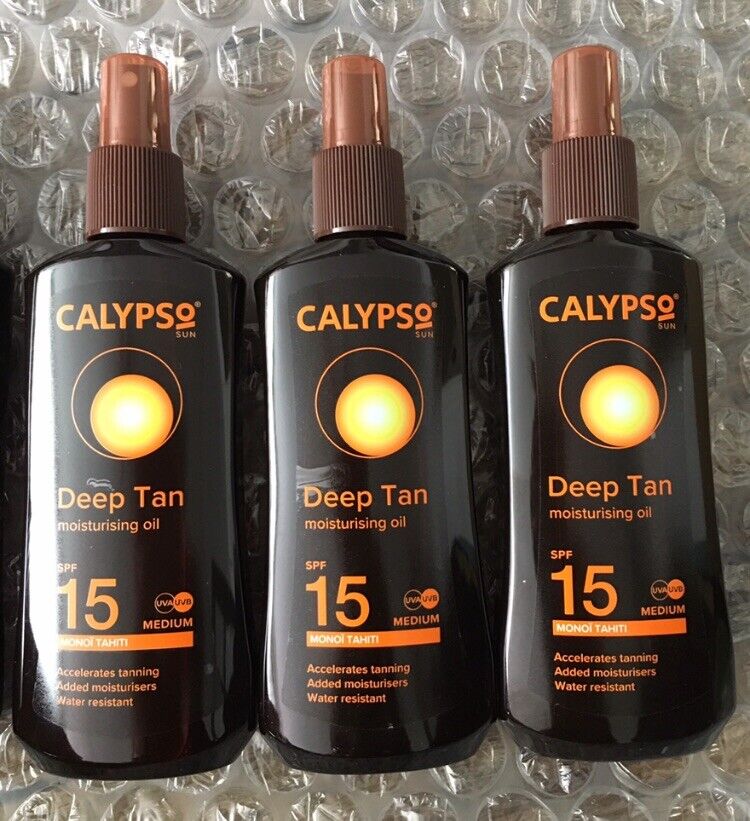 CALYPSO®
SUN
Deep Tan
moisturising oil
SPF
15
UVA UVB
MEDIUM
MONOÏ TAHITI
Accelerates tanning
Added moisturisers
Water resistant
CALYPSO®
SUN
Deep Tan
moisturising oil
SPF
15
UVA UVB
MEDIUM
MONOÏ TAHITI
Accelerates tanning
Added moisturisers
Water resistant
CALYPSO®
SUN
Deep Tan
moisturising oil
SPF
15
UVA UVB
MEDIUM
MONOÏ TAHITI
Accelerates tanning
Added moisturisers
Water resistant